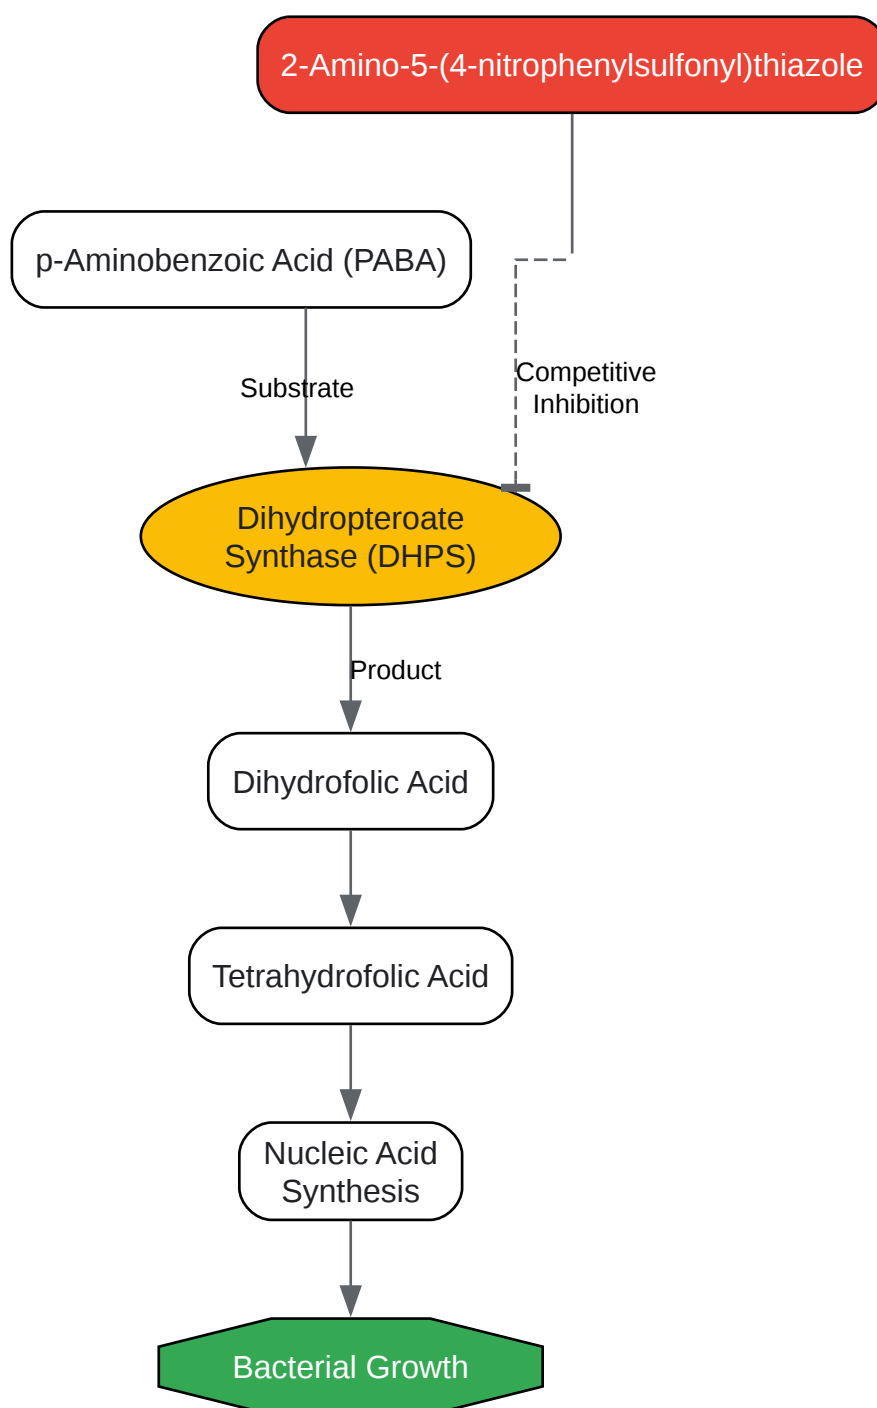 2-Amino-5-(4-nitrophenylsulfonyl)thiazole
p-Aminobenzoic Acid (PABA)
Substrate
Competitive
Inhibition
Dihydropteroate
Synthase (DHPS)
Product
Dihydrofolic Acid
Tetrahydrofolic Acid
Nucleic Acid
Synthesis
Bacterial Growth